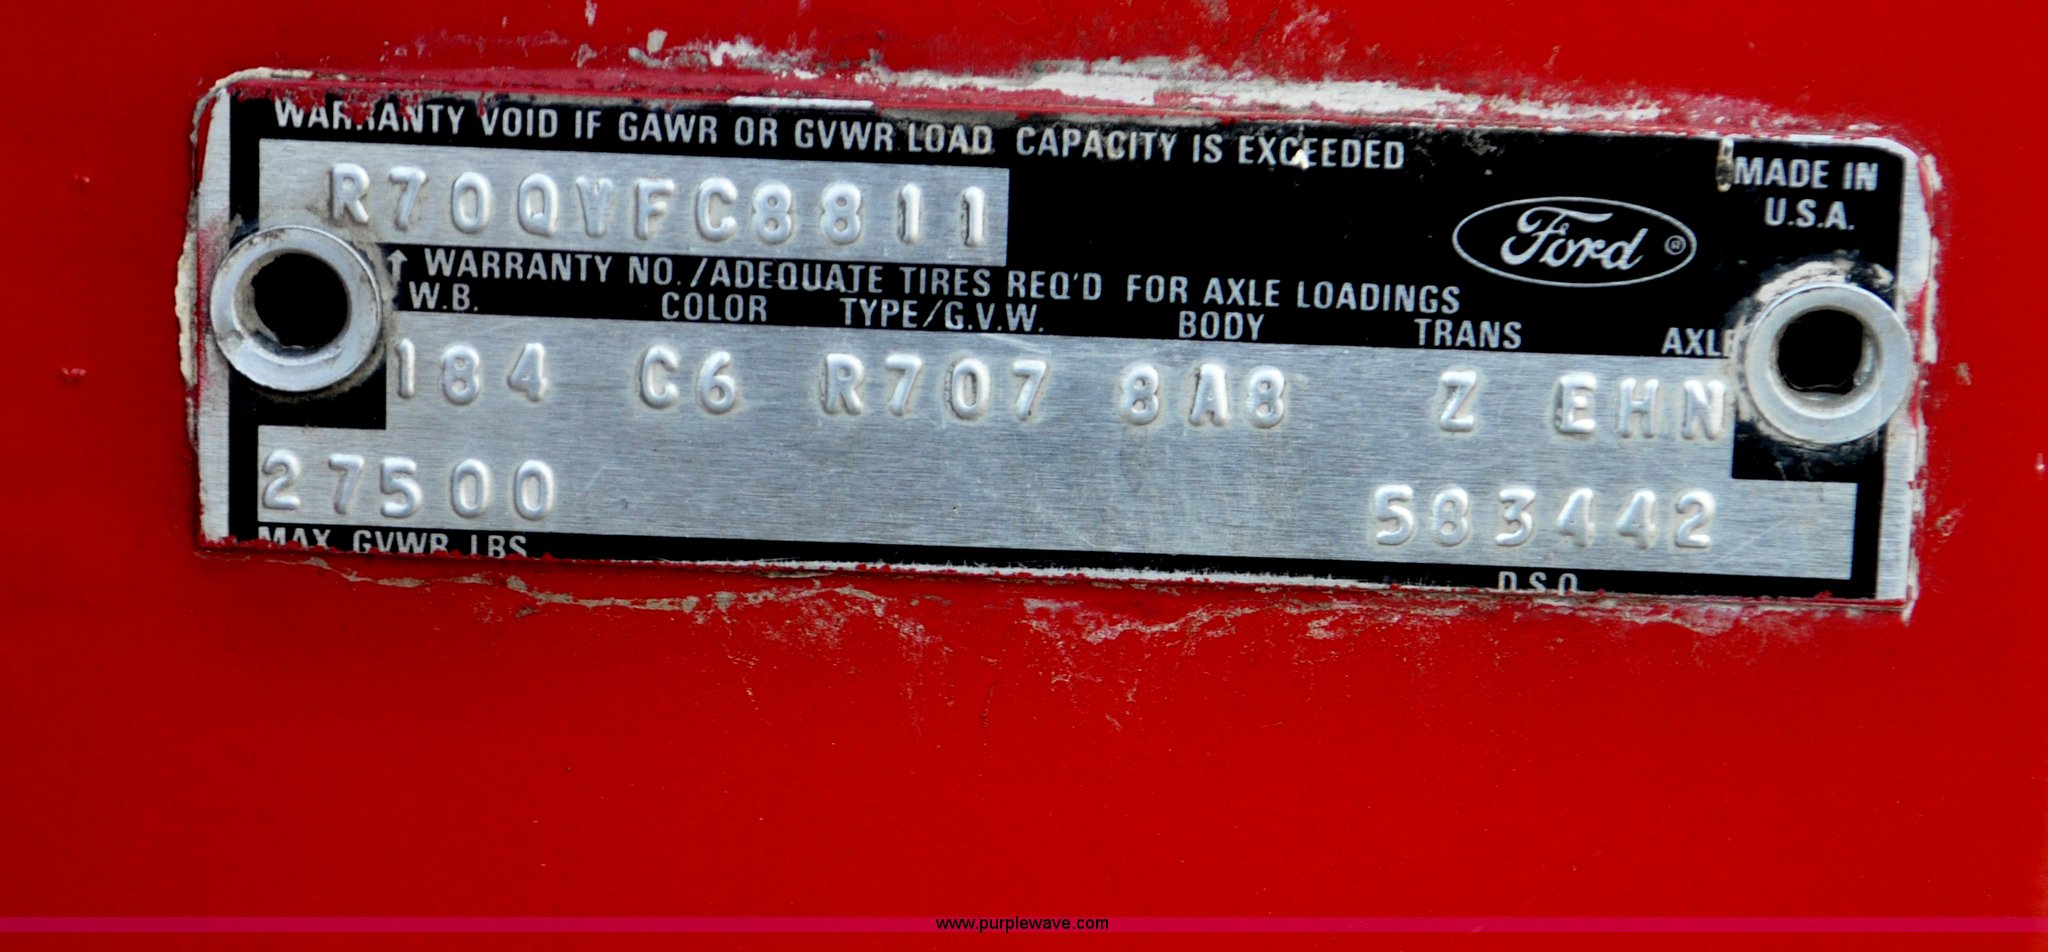 WARRANTY VOID IF GAWR OR GVWR LOAD CAPACITY IS EXCEEDED
MADE IN
U.S.A.
R70QVFC8811
Ford ®
↑ WARRANTY NO./ADEQUATE TIRES REQ'D FOR AXLE LOADINGS
W.B. COLOR TYPE/G.V.W. BODY TRANS AXLE
184 C6 R707 8A8 Z EHN
27500 583442
MAX GVWR LBS D.S.O.
www.purplewave.com